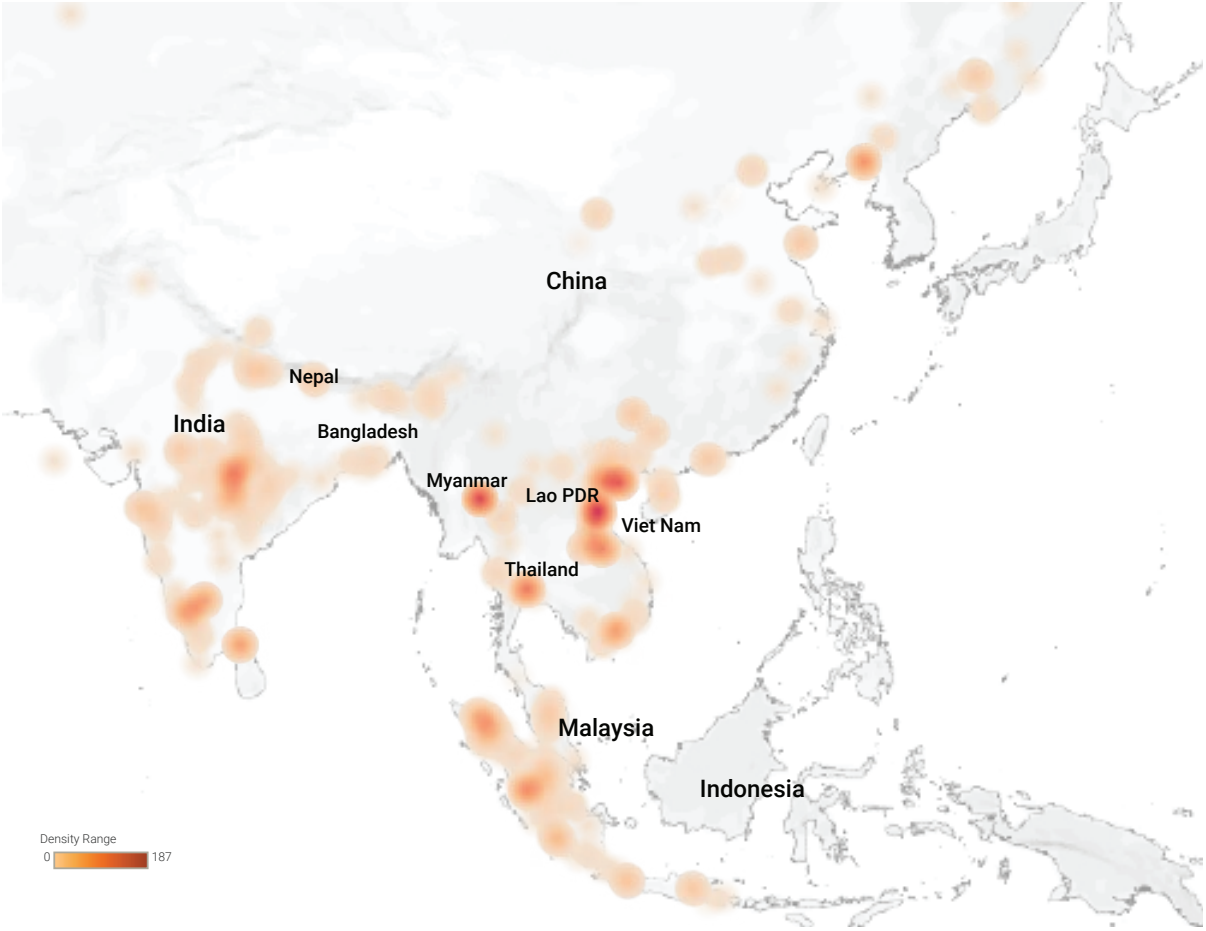 China
Nepal
India
Bangladesh
Myanmar
Lao PDR
Viet Nam
Thailand
Malaysia
Indonesia
Density Range
0 187